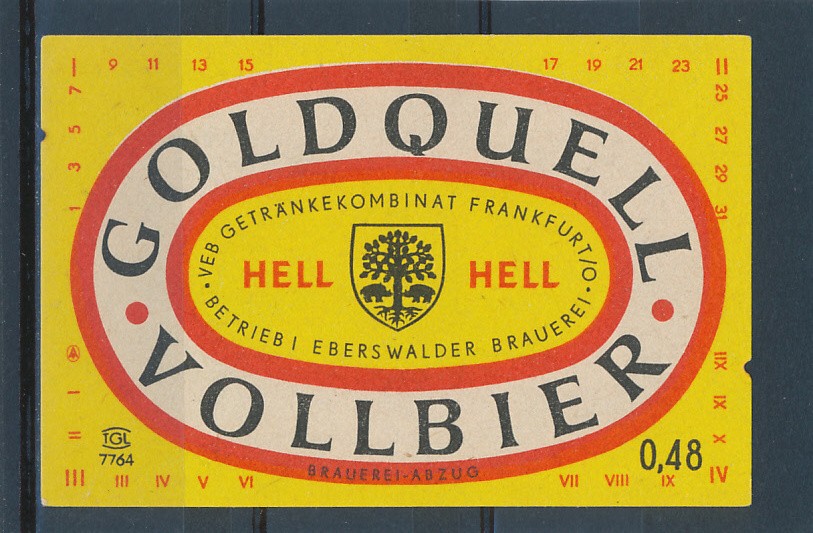 I 9 11 13 15 17 19 21 23 II
7 5 3 1
25 27 29 31
GOLDQUELL
VEB GETRÄNKEKOMBINAT FRANKFURT/O
HELL HELL
BETRIEB I EBERSWALDER BRAUEREI
VOLLBIER
BRAUEREI-ABZUG
I II
TGL
7764
0,48
IIX IX X
III III IV V VI VII VIII IX IV